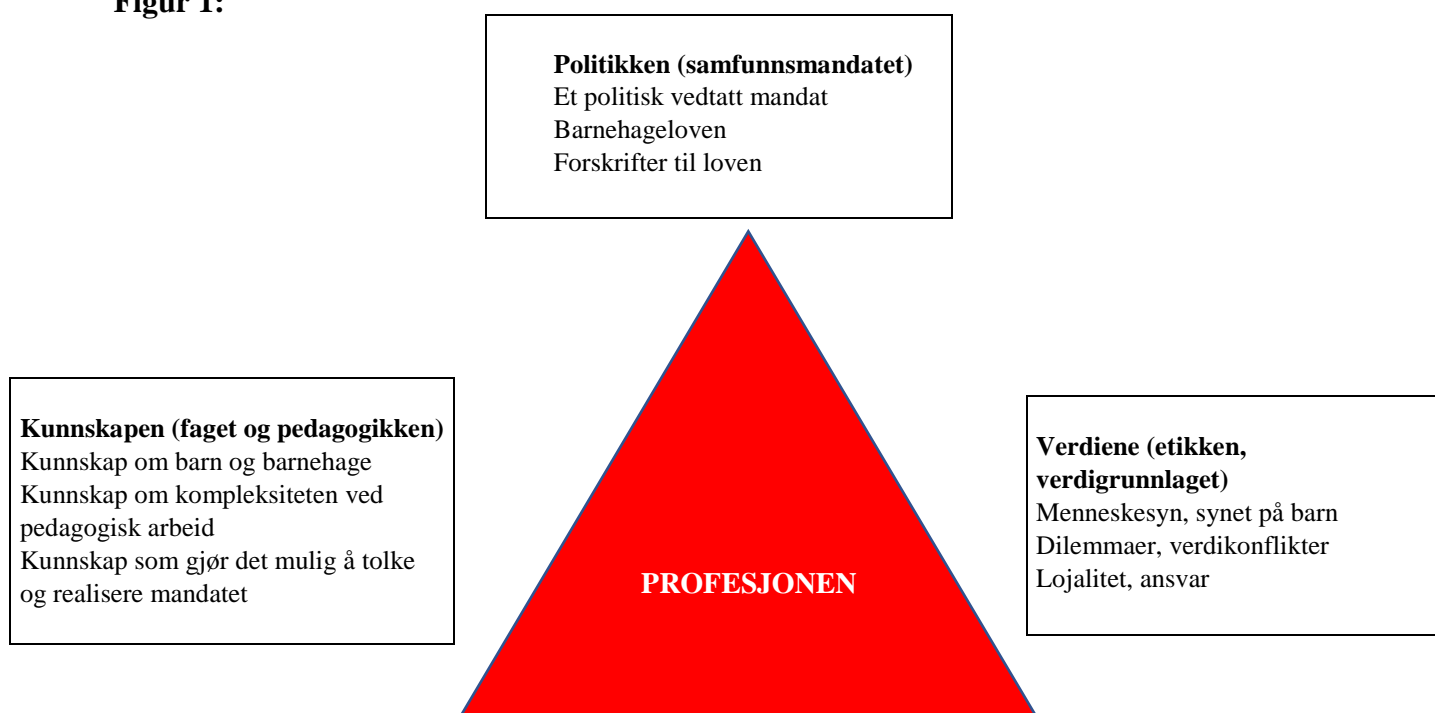 Figur 1:
Politikken (samfunnsmandatet)
Et politisk vedtatt mandat
Barnehageloven
Forskrifter til loven
Kunnskapen (faget og pedagogikken)
Kunnskap om barn og barnehage
Kunnskap om kompleksiteten ved
pedagogisk arbeid
Kunnskap som gjør det mulig å tolke
og realisere mandatet
PROFESJONEN
Verdiene (etikken,
verdigrunnlaget)
Menneskesyn, synet på barn
Dilemmaer, verdikonflikter
Lojalitet, ansvar